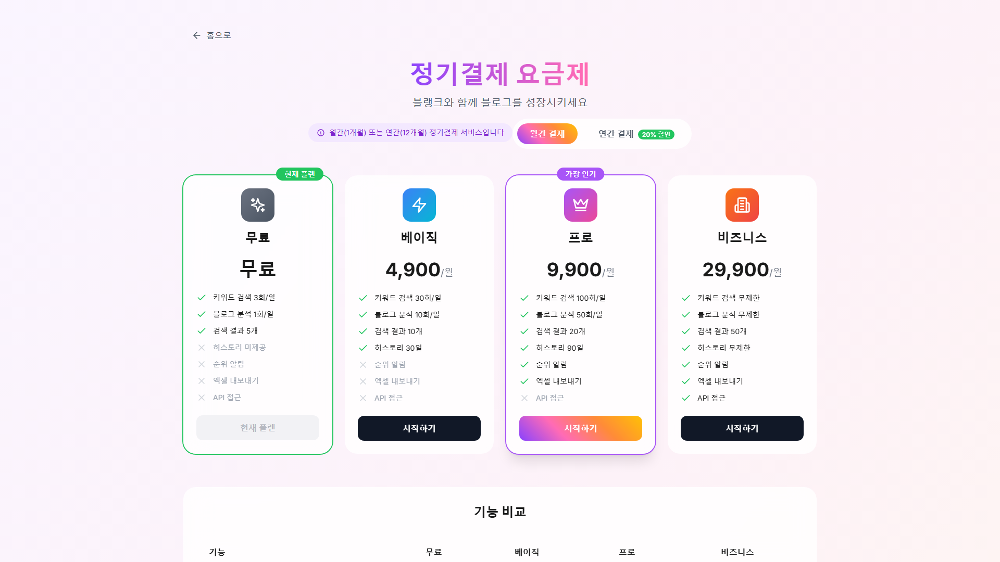 홈으로
정기결제 요금제
블랭크와 함께 블로그를 성장시키세요
월간(1개월) 또는 연간(12개월) 정기결제 서비스입니다
월간 결제
연간 결제 20% 할인
현재 플랜
무료
무료
키워드 검색 3회/일
블로그 분석 1회/일
검색 결과 5개
히스토리 미제공
순위 알림
엑셀 내보내기
API 접근
현재 플랜
베이직
4,900/월
키워드 검색 30회/일
블로그 분석 10회/일
검색 결과 10개
히스토리 30일
순위 알림
엑셀 내보내기
API 접근
시작하기
가장 인기
프로
9,900/월
키워드 검색 100회/일
블로그 분석 50회/일
검색 결과 20개
히스토리 90일
순위 알림
엑셀 내보내기
API 접근
시작하기
비즈니스
29,900/월
키워드 검색 무제한
블로그 분석 무제한
검색 결과 50개
히스토리 무제한
순위 알림
엑셀 내보내기
API 접근
시작하기
기능 비교
기능 무료 베이직 프로 비즈니스